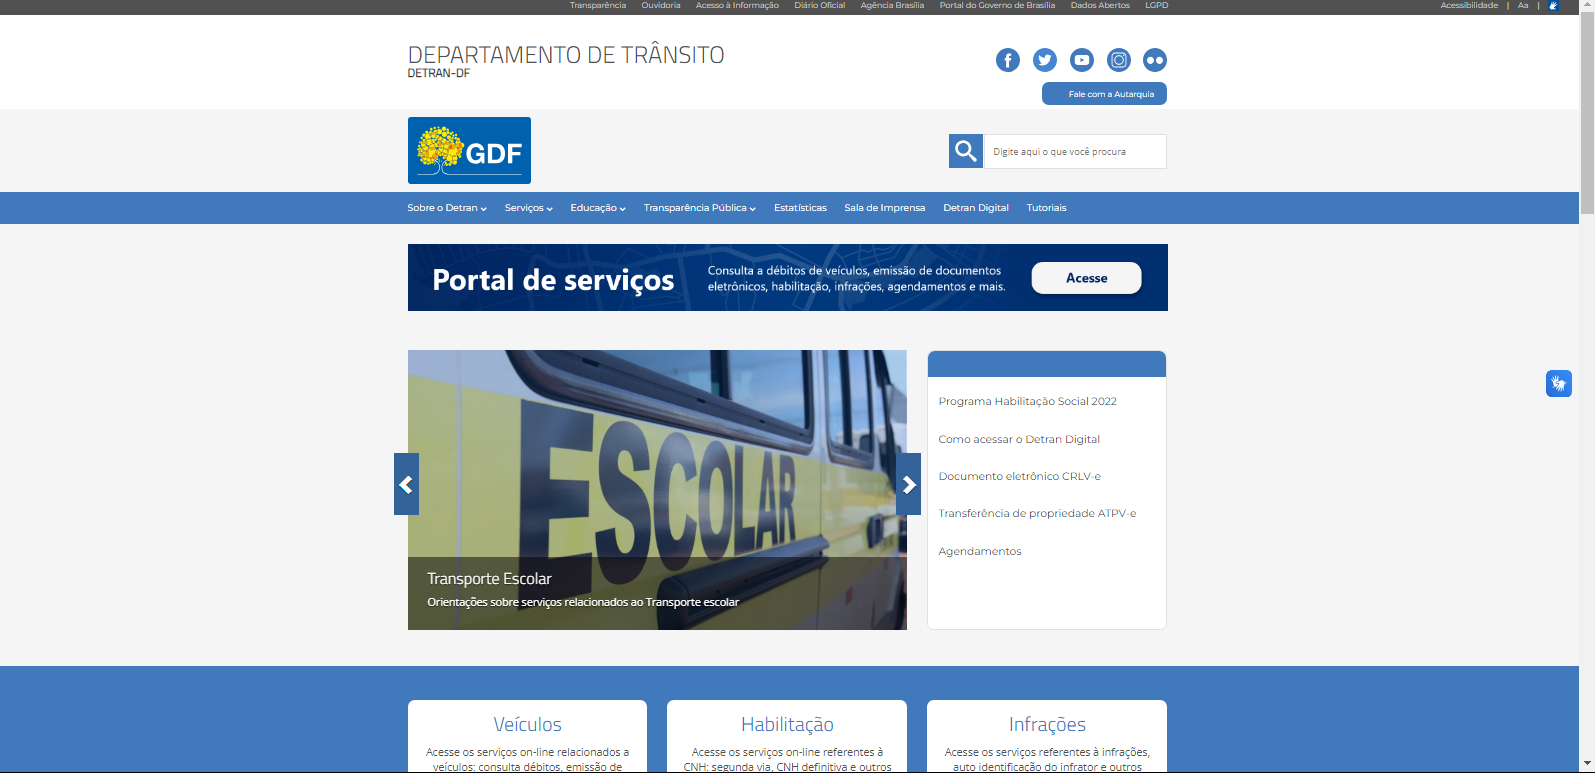 Transparência Ouvidoria Acesso à Informação Diário Oficial Agência Brasília Portal do Governo de Brasília Dados Abertos LGPD Acessibilidade | Aa |
DEPARTAMENTO DE TRÂNSITO
DETRAN-DF
Fale com a Autarquia
GDF
Digite aqui o que você procura
Sobre o Detran Serviços Educação Transparência Pública Estatísticas Sala de Imprensa Detran Digital Tutoriais
Portal de serviços
Consulta a débitos de veículos, emissão de documentos
eletrônicos, habilitação, infrações, agendamentos e mais.
Acesse
ESCOLAR
Transporte Escolar
Orientações sobre serviços relacionados ao Transporte escolar
Programa Habilitação Social 2022
Como acessar o Detran Digital
Documento eletrônico CRLV-e
Transferência de propriedade ATPV-e
Agendamentos
Veículos
Acesse os serviços on-line relacionados a
veículos: consulta débitos, emissão de
Habilitação
Acesse os serviços on-line referentes à
CNH: segunda via, CNH definitiva e outros
Infrações
Acesse os serviços referentes à infrações,
auto identificação do infrator e outros